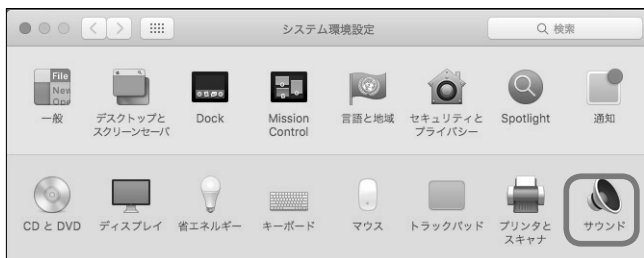 システム環境設定
検索
File
New
Ope
一般
デスクトップと
スクリーンセーバ
Dock
Mission
Control
言語と地域
セキュリティと
プライバシー
Spotlight
通知
CD と DVD
ディスプレイ
省エネルギー
キーボード
マウス
トラックパッド
プリンタと
スキャナ
サウンド